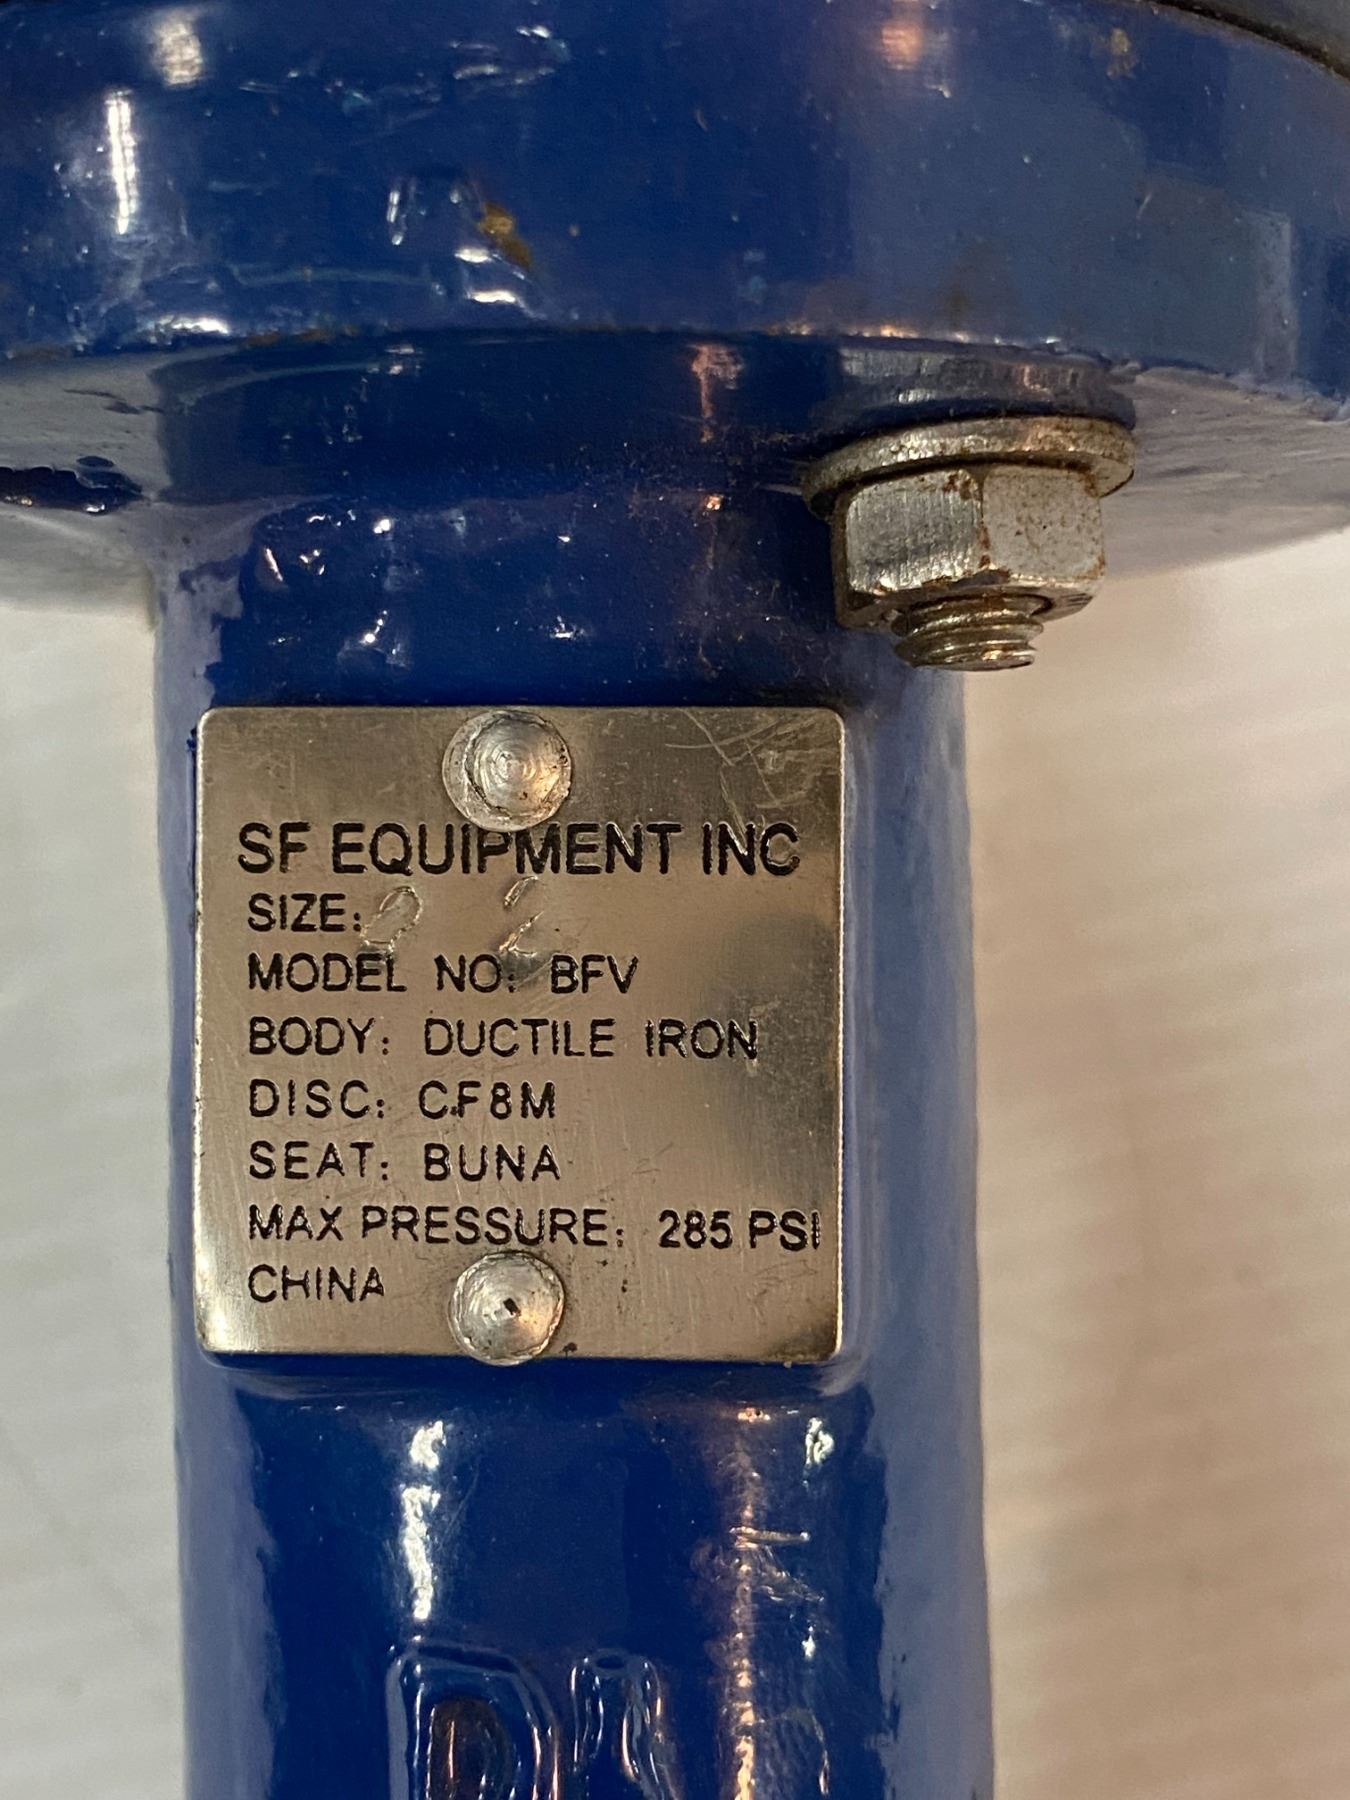 SF EQUIPMENT INC
SIZE: 2
MODEL NO: BFV
BODY: DUCTILE IRON
DISC: CF8M
SEAT: BUNA
MAX PRESSURE: 285 PSI
CHINA